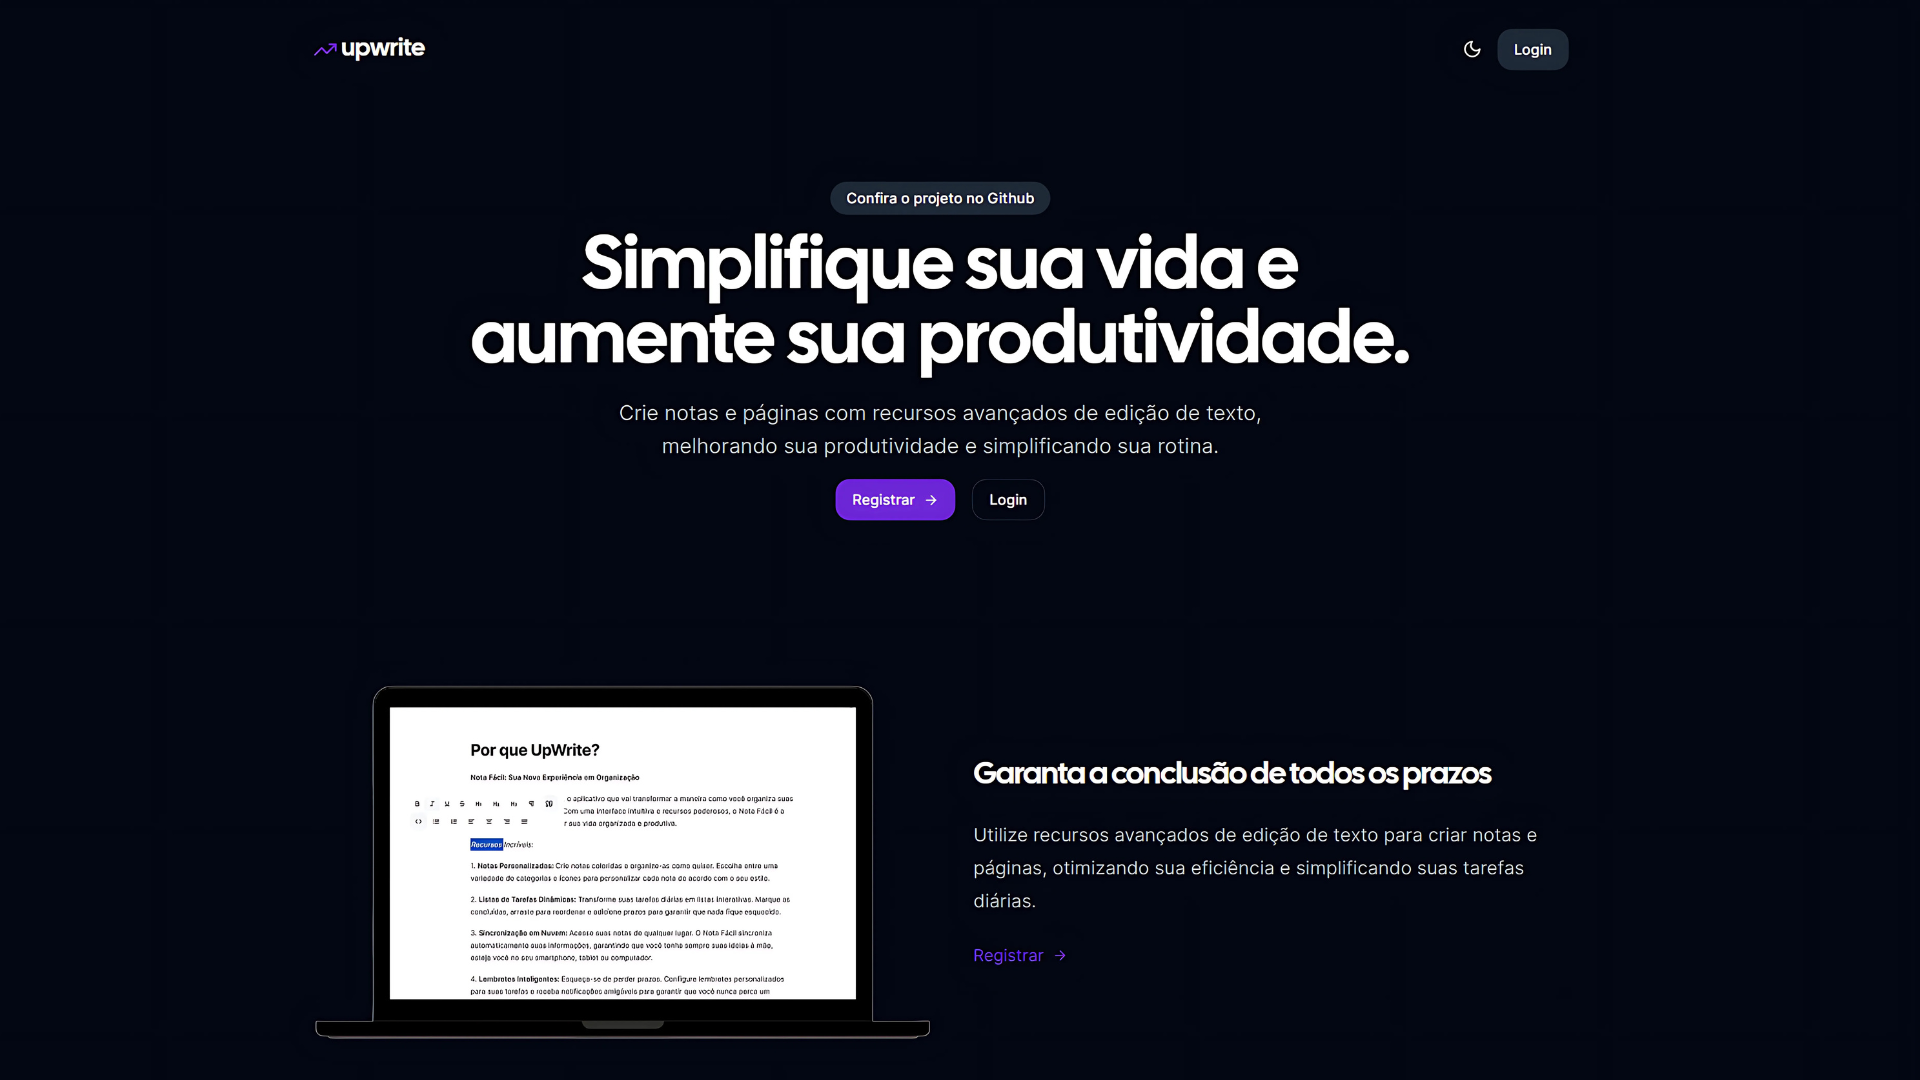 upwrite
Login
Confira o projeto no Github
Simplifique sua vida e
aumente sua produtividade.
Crie notas e páginas com recursos avançados de edição de texto,
melhorando sua produtividade e simplificando sua rotina.
Registrar →
Login
Por que UpWrite?
Nota Fácil: Sua Nova Experiência em Organização
o aplicativo que vai transformar a maneira como você organiza suas
Com uma interface intuitiva e recursos poderosos, o Nota Fácil é a
r sua vida organizada e produtiva.
Recursos Incríveis:
1. Notas Personalizadas: Crie notas coloridas e organize-as como quiser. Escolha entre uma
variedade de categorias e ícones para personalizar cada nota de acordo com o seu estilo.
2. Listas de Tarefas Dinâmicas: Transforme suas tarefas diárias em listas interativas. Marque as
concluídas, arraste para reordenar e adicione prazos para garantir que nada fique esquecido.
3. Sincronização em Nuvem: Acesse suas notas de qualquer lugar. O Nota Fácil sincroniza
automaticamente suas informações, garantindo que você tenha sempre suas ideias à mão,
esteja você no seu smartphone, tablet ou computador.
4. Lembretes Inteligentes: Esqueça-se de perder prazos. Configure lembretes personalizados
para suas tarefas e receba notificações amigáveis para garantir que você nunca perca um
Garanta a conclusão de todos os prazos
Utilize recursos avançados de edição de texto para criar notas e
páginas, otimizando sua eficiência e simplificando suas tarefas
diárias.
Registrar →